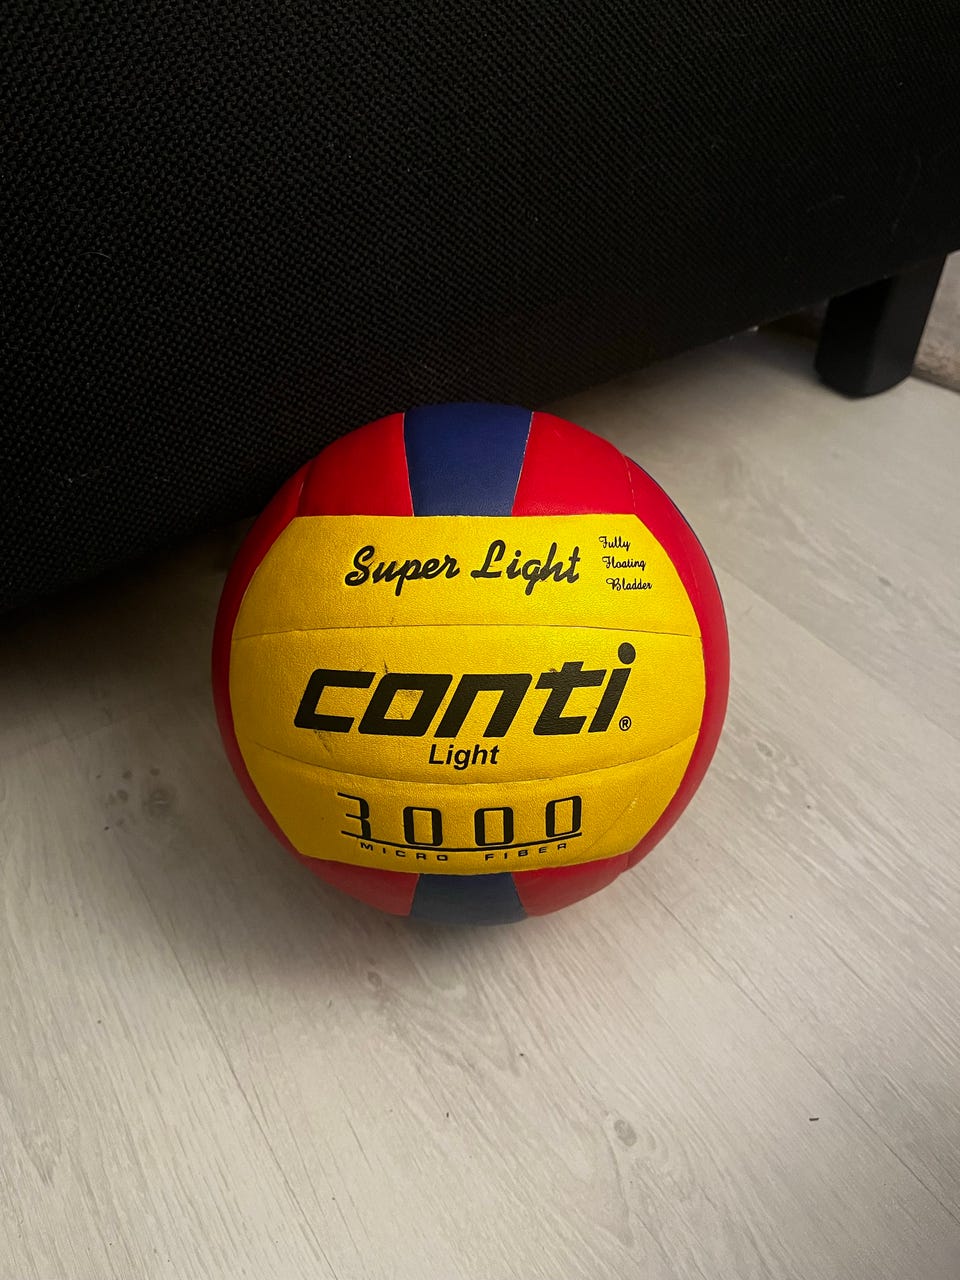 Super Light
Fully
Floating
Bladder
conti®
Light
3000
MICRO FIBER